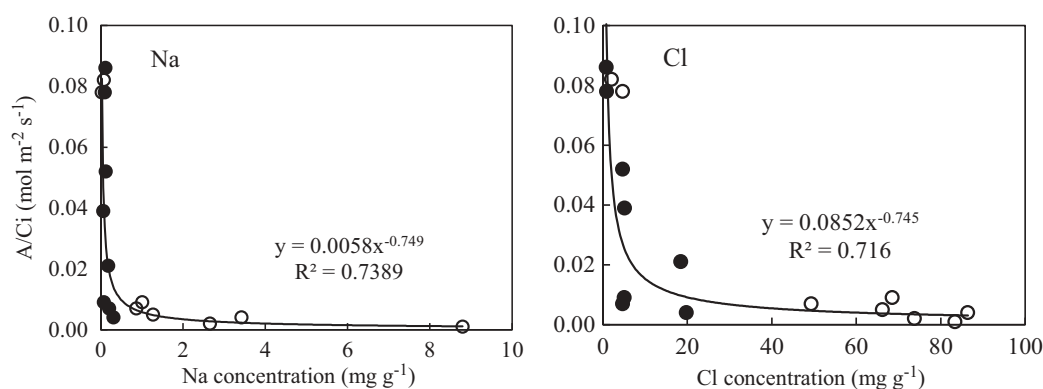 0.10
0.08
0.06
0.04
0.02
0.00
A/Ci (mol m⁻² s⁻¹)
Na
y = 0.0058x⁻⁰·⁷⁴⁹
R² = 0.7389
0 2 4 6 8 10
Na concentration (mg g⁻¹)
0.10
0.08
0.06
0.04
0.02
0.00
Cl
y = 0.0852x⁻⁰·⁷⁴⁵
R² = 0.716
0 20 40 60 80 100
Cl concentration (mg g⁻¹)